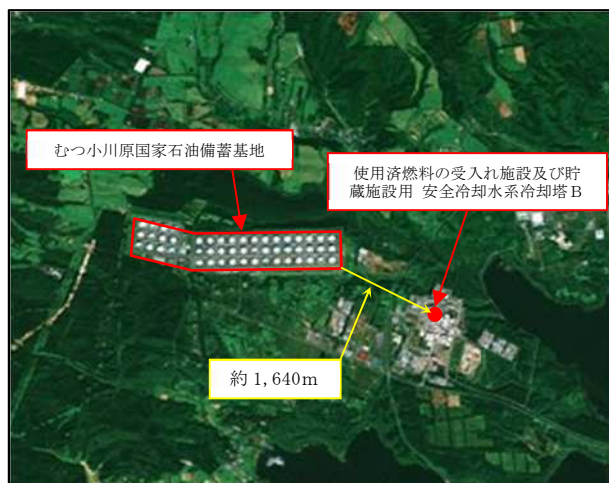 むつ小川原国家石油備蓄基地
使用済燃料の受入れ施設及び貯
蔵施設用 安全冷却水系冷却塔B
約1,640m